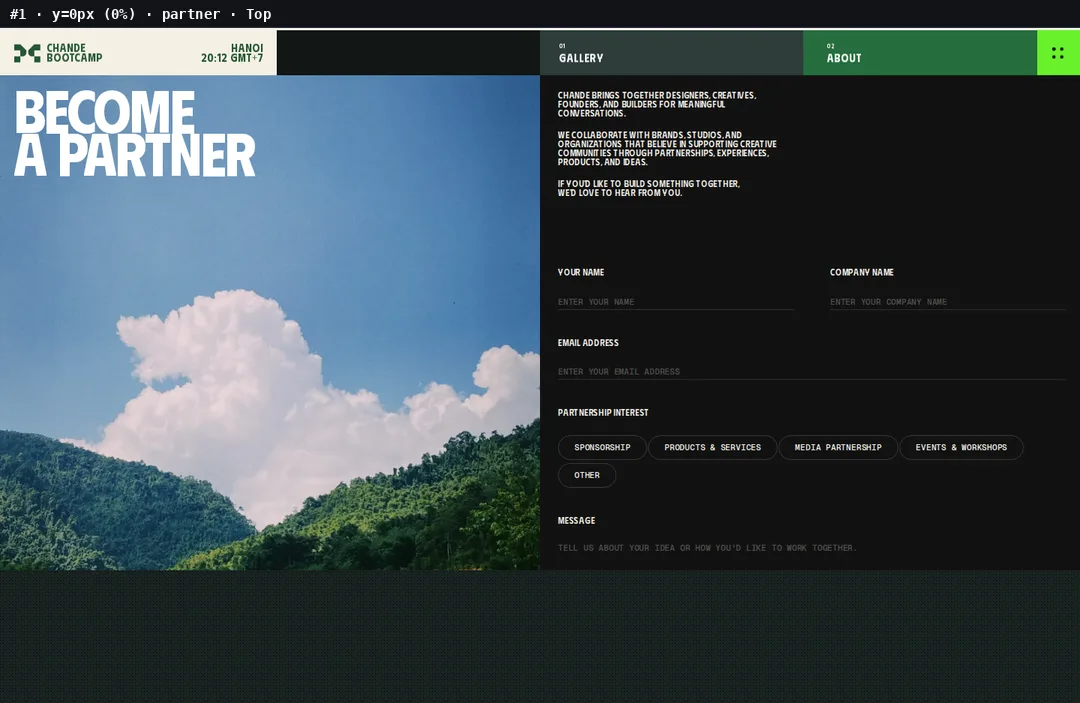 #1 · y=0px (0%) · partner · Top
CHANDE
BOOTCAMP
HANOI
20:12 GMT+7
01
GALLERY
02
ABOUT
BECOME
A PARTNER
CHANDE BRINGS TOGETHER DESIGNERS, CREATIVES,
FOUNDERS, AND BUILDERS FOR MEANINGFUL
CONVERSATIONS.
WE COLLABORATE WITH BRANDS, STUDIOS, AND
ORGANIZATIONS THAT BELIEVE IN SUPPORTING CREATIVE
COMMUNITIES THROUGH PARTNERSHIPS, EXPERIENCES,
PRODUCTS, AND IDEAS.
IF YOU'D LIKE TO BUILD SOMETHING TOGETHER,
WE'D LOVE TO HEAR FROM YOU.
YOUR NAME
COMPANY NAME
ENTER YOUR NAME
ENTER YOUR COMPANY NAME
EMAIL ADDRESS
ENTER YOUR EMAIL ADDRESS
PARTNERSHIP INTEREST
SPONSORSHIP
PRODUCTS & SERVICES
MEDIA PARTNERSHIP
EVENTS & WORKSHOPS
OTHER
MESSAGE
TELL US ABOUT YOUR IDEA OR HOW YOU'D LIKE TO WORK TOGETHER.